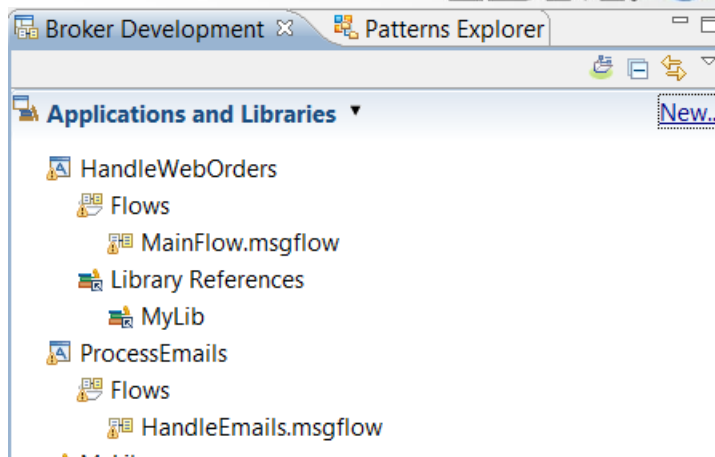 Broker Development Patterns Explorer
Applications and Libraries New..
HandleWebOrders
Flows
MainFlow.msgflow
Library References
MyLib
ProcessEmails
Flows
HandleEmails.msgflow